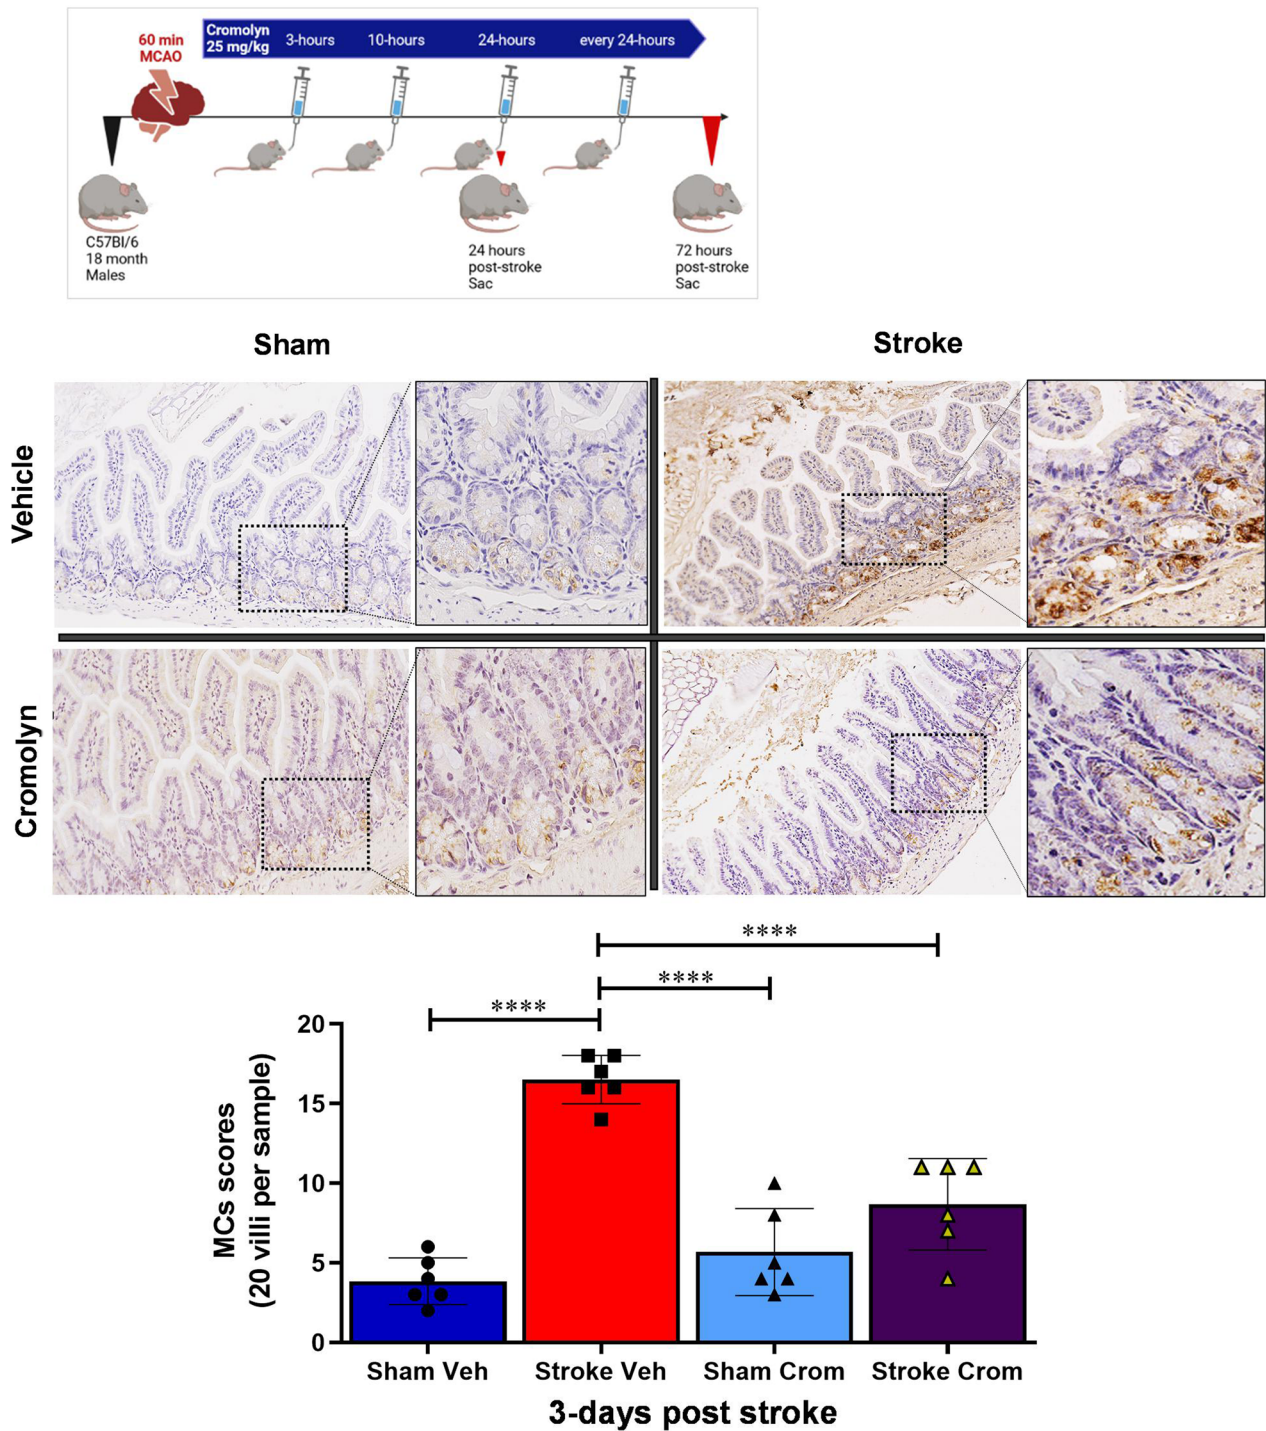 60 min
MCAO
Cromolyn
25 mg/kg
3-hours
10-hours
24-hours
every 24-hours
C57Bl/6
18 month
Males
24 hours
post-stroke
Sac
72 hours
post-stroke
Sac
Sham
Stroke
Vehicle
Cromolyn
****
****
****
MCs scores
(20 villi per sample)
20
15
10
5
0
Sham Veh
Stroke Veh
Sham Crom
Stroke Crom
3-days post stroke